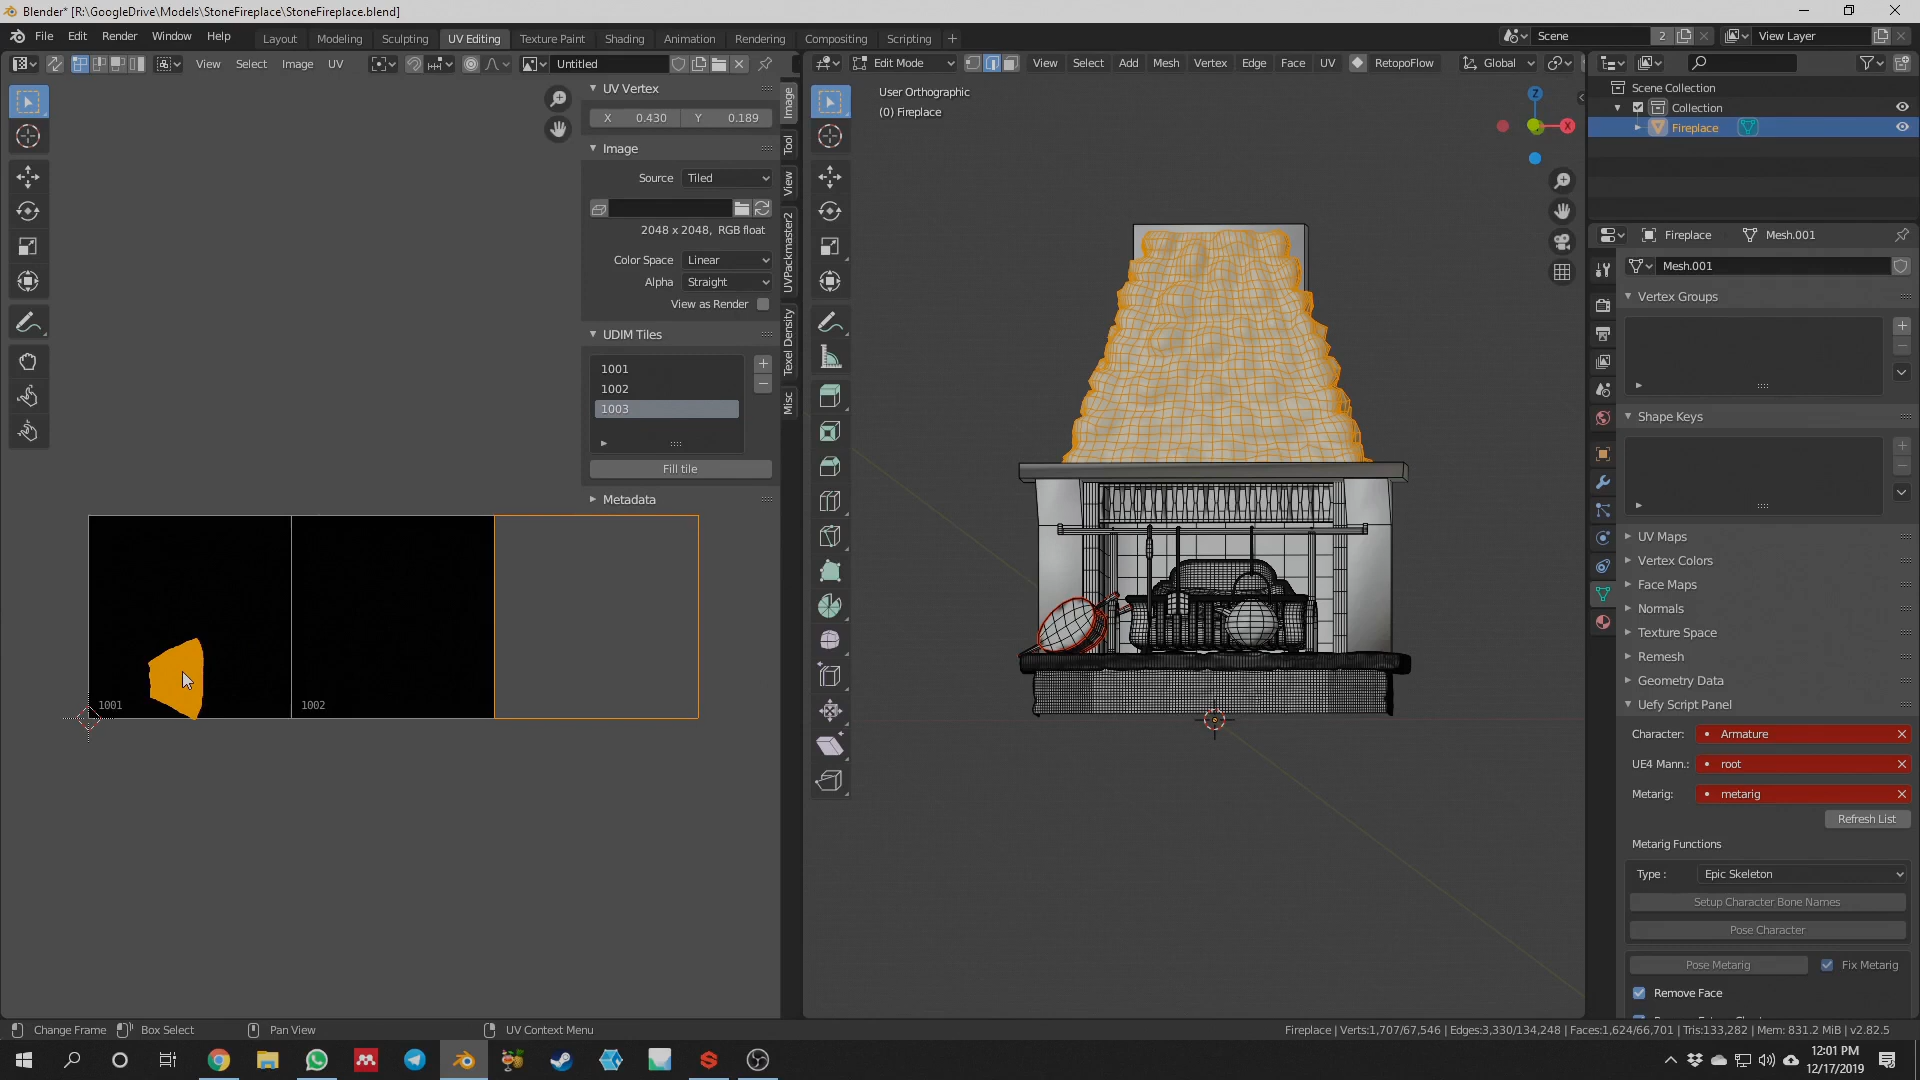 Blender* [R:\GoogleDrive\Models\StoneFireplace\StoneFireplace.blend]
File Edit Render Window Help
Layout Modeling Sculpting UV Editing Texture Paint Shading Animation Rendering Compositing Scripting
Scene 2
View Layer
View Select Image UV
Untitled
Edit Mode View Select Add Mesh Vertex Edge Face UV RetopoFlow Global
UV Vertex
X 0.430 Y 0.189
Image
Source Tiled
2048 x 2048, RGB float
Color Space Linear
Alpha Straight
View as Render
UDIM Tiles
1001
1002
1003
Fill tile
Metadata
Image
Tool
View
UVPackmaster2
Texel Density
Misc
1001
1002
User Orthographic
(0) Fireplace
Z
X
Scene Collection
Collection
Fireplace
Fireplace Mesh.001
Mesh.001
Vertex Groups
Shape Keys
UV Maps
Vertex Colors
Face Maps
Normals
Texture Space
Remesh
Geometry Data
Uefy Script Panel
Character: Armature
UE4 Mann.: root
Metarig: metarig
Refresh List
Metarig Functions
Type : Epic Skeleton
Setup Character Bone Names
Pose Character
Pose Metarig Fix Metarig
Remove Face
Change Frame Box Select Pan View UV Context Menu
Fireplace | Verts:1,707/67,546 | Edges:3,330/134,248 | Faces:1,624/66,701 | Tris:133,282 | Mem: 831.2 MiB | v2.82.5
12:01 PM
12/17/2019